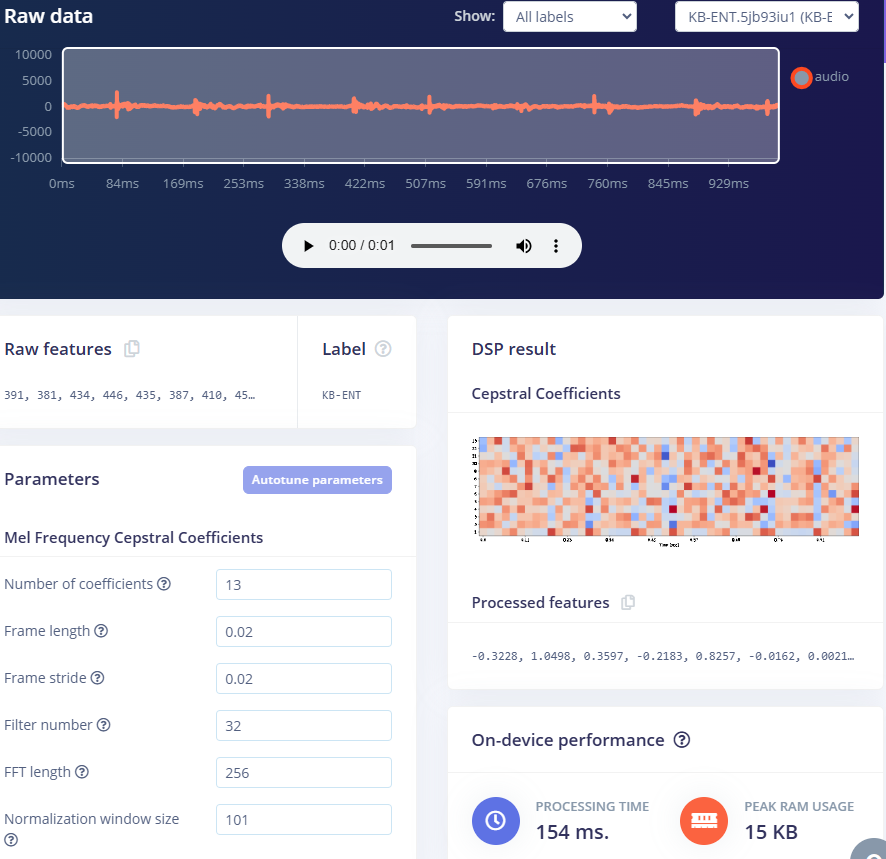 Raw data
Show:
All labels
KB-ENT.5jb93iu1 (KB-E
10000
5000
0
-5000
-10000
audio
0ms 84ms 169ms 253ms 338ms 422ms 507ms 591ms 676ms 760ms 845ms 929ms
0:00 / 0:01
Raw features
Label
391, 381, 434, 446, 435, 387, 410, 45…
KB-ENT
Parameters
Autotune parameters
Mel Frequency Cepstral Coefficients
Number of coefficients
13
Frame length
0.02
Frame stride
0.02
Filter number
32
FFT length
256
Normalization window size
101
DSP result
Cepstral Coefficients
Time [sec]
Processed features
-0.3228, 1.0498, 0.3597, -0.2183, 0.8257, -0.0162, 0.0021…
On-device performance
PROCESSING TIME
154 ms.
PEAK RAM USAGE
15 KB